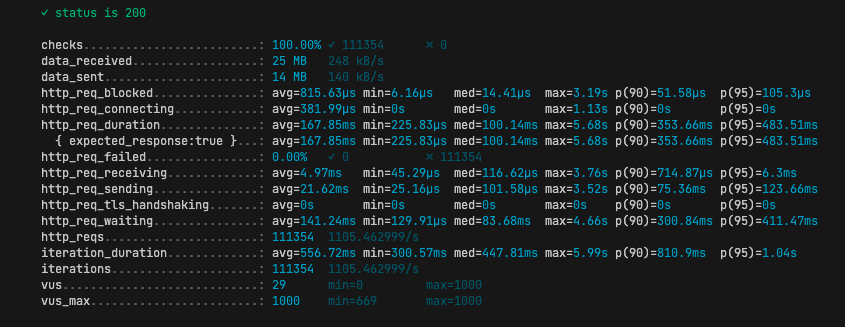 ✓ status is 200
checks.........................: 100.00% ✓ 111354 ✕ 0
data_received..................: 25 MB 248 kB/s
data_sent......................: 14 MB 140 kB/s
http_req_blocked...............: avg=815.63µs min=6.16µs med=14.41µs max=3.19s p(90)=51.58µs p(95)=105.3µs
http_req_connecting............: avg=381.99µs min=0s med=0s max=1.13s p(90)=0s p(95)=0s
http_req_duration..............: avg=167.85ms min=225.83µs med=100.14ms max=5.68s p(90)=353.66ms p(95)=483.51ms
{ expected_response:true }...: avg=167.85ms min=225.83µs med=100.14ms max=5.68s p(90)=353.66ms p(95)=483.51ms
http_req_failed................: 0.00% ✓ 0 ✕ 111354
http_req_receiving.............: avg=4.97ms min=45.29µs med=116.62µs max=3.76s p(90)=714.87µs p(95)=6.3ms
http_req_sending...............: avg=21.62ms min=25.16µs med=101.58µs max=3.52s p(90)=75.36ms p(95)=123.66ms
http_req_tls_handshaking.......: avg=0s min=0s med=0s max=0s p(90)=0s p(95)=0s
http_req_waiting...............: avg=141.24ms min=129.91µs med=83.68ms max=4.66s p(90)=300.84ms p(95)=411.47ms
http_reqs......................: 111354 1105.462999/s
iteration_duration.............: avg=556.72ms min=300.57ms med=447.81ms max=5.99s p(90)=810.9ms p(95)=1.04s
iterations.....................: 111354 1105.462999/s
vus............................: 29 min=0 max=1000
vus_max........................: 1000 min=669 max=1000